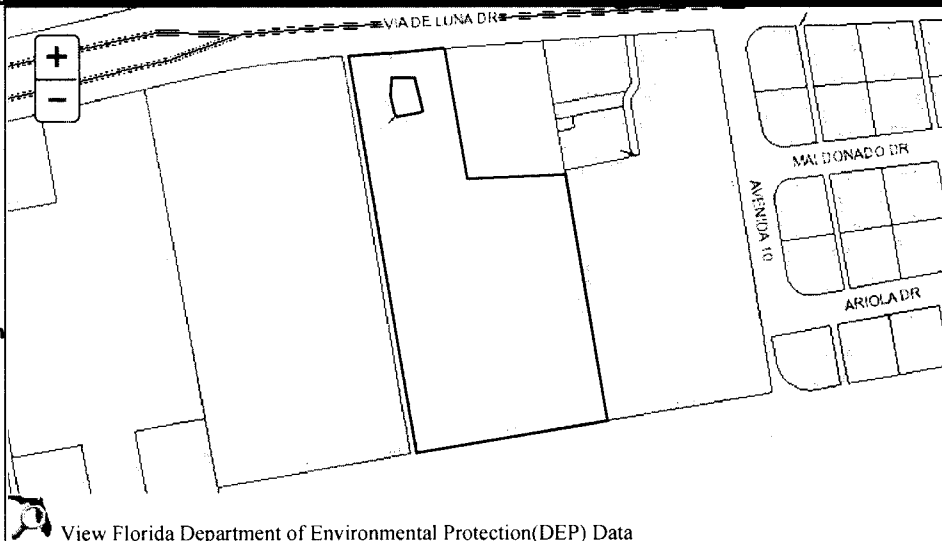 VIA DE LUNA DR
+
-
MALDONADO DR
AVENIDA 10
ARIOLA DR
View Florida Department of Environmental Protection(DEP) Data